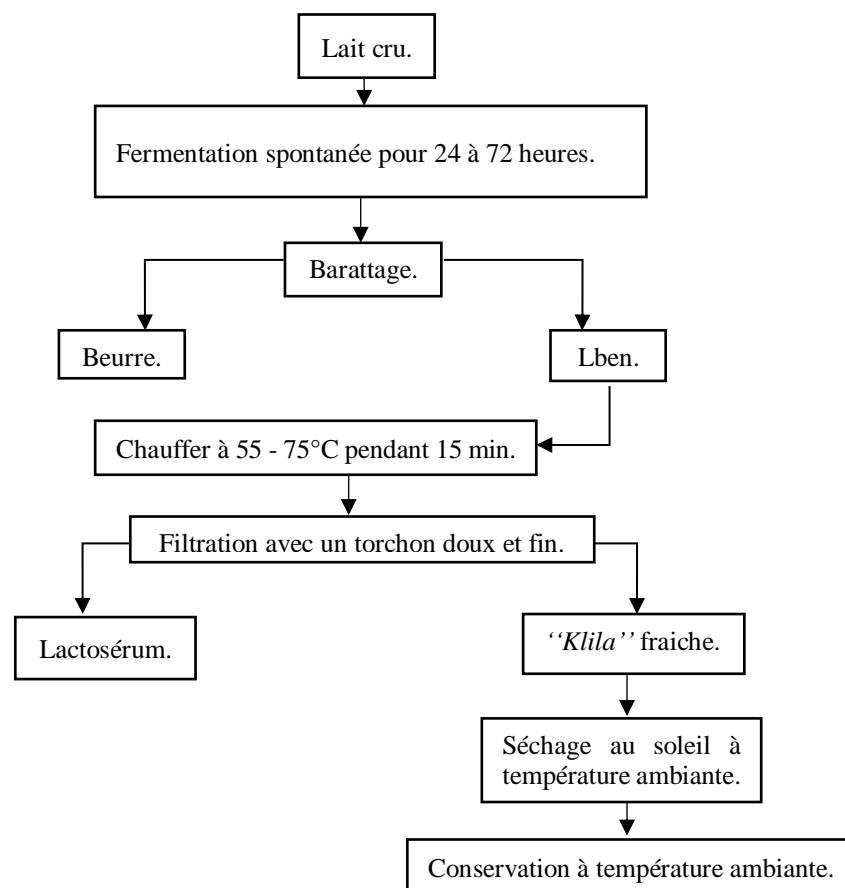 Lait cru.
Fermentation spontanée pour 24 à 72 heures.
Barattage.
Beurre.
Lben.
Chauffer à 55 - 75°C pendant 15 min.
Filtration avec un torchon doux et fin.
Lactosérum.
‘‘Klila’’ fraiche.
Séchage au soleil à
température ambiante.
Conservation à température ambiante.